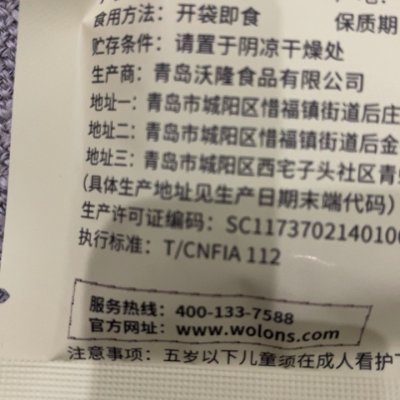 食用方法：开袋即食
保质期
贮存条件：请置于阴凉干燥处
生产商：青岛沃隆食品有限公司
地址一：青岛市城阳区惜福镇街道后庄
地址二：青岛市城阳区惜福镇街道后金
地址三：青岛市城阳区西宅子头社区青
(具体生产地址见生产日期末端代码)
生产许可证编码：SC1173702140100
执行标准：T/CNFIA 112
服务热线：400-133-7588
官方网址：www.wolons.com
注意事项：五岁以下儿童须在成人看护